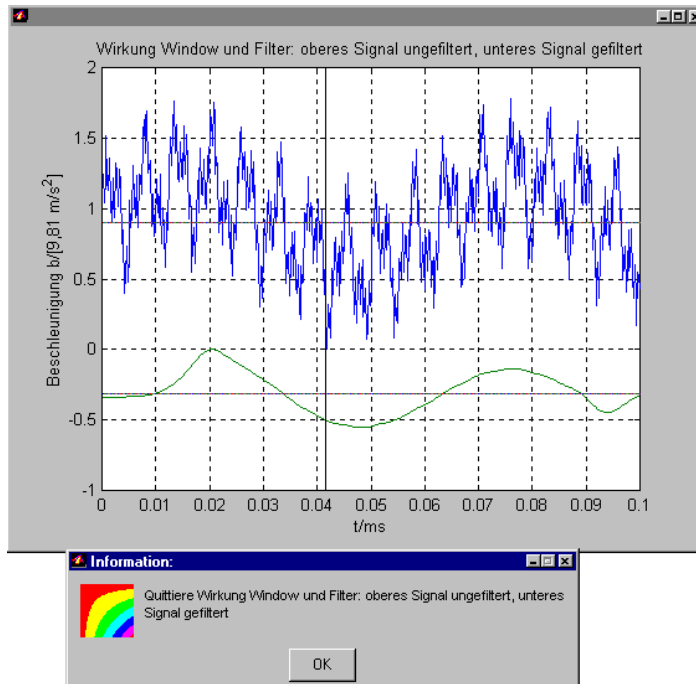 Wirkung Window und Filter: oberes Signal ungefiltert, unteres Signal gefiltert
2
1.5
1
0.5
0
-0.5
-1
Beschleunigung b/[9,81 m/s²]
0 0.01 0.02 0.03 0.04 0.05 0.06 0.07 0.08 0.09 0.1
t/ms
Information:
Quittiere Wirkung Window und Filter: oberes Signal ungefiltert, unteres
Signal gefiltert
OK